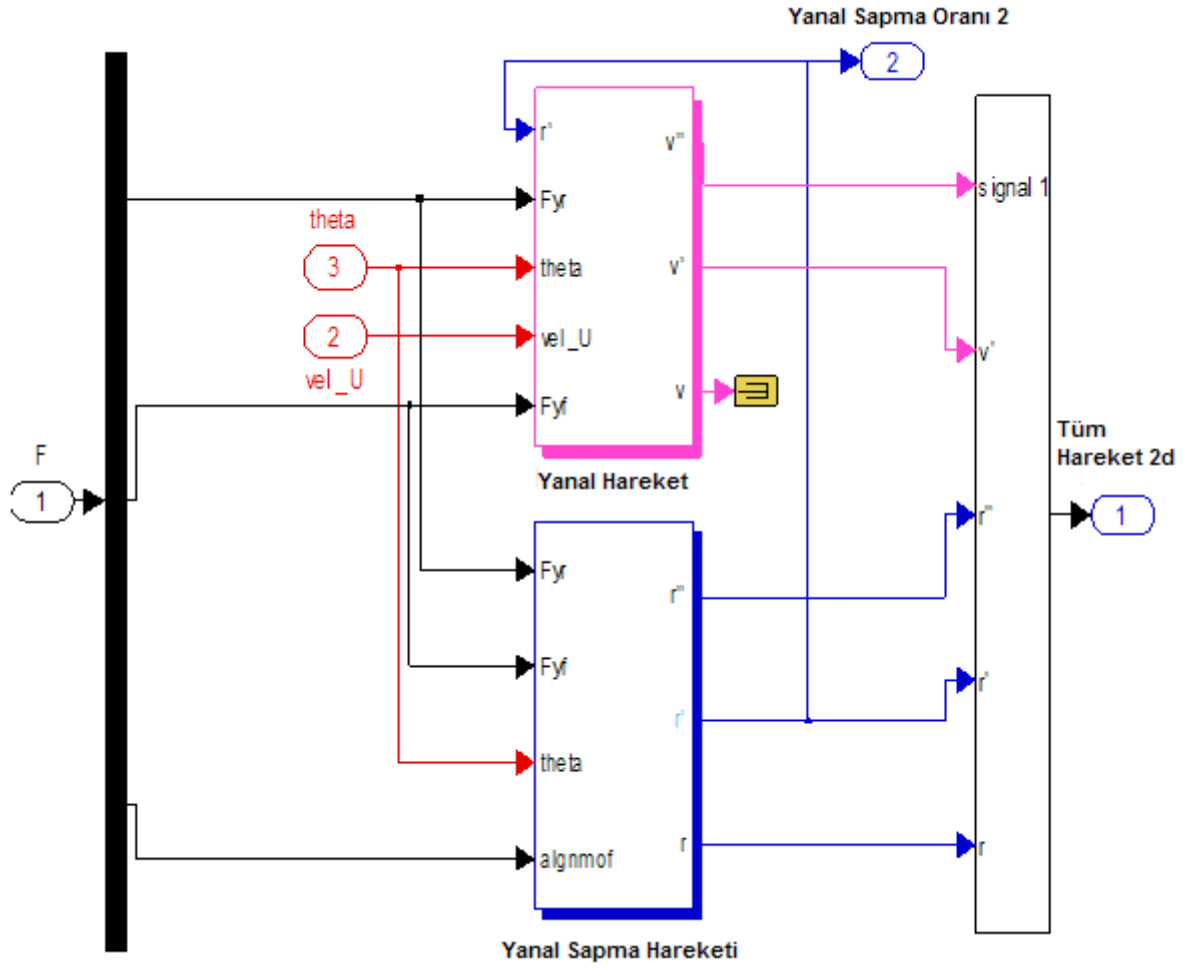 Yanal Sapma Oranı 2
2
r'
v"
Fyr
signal 1
theta
3
theta
v'
2
vel_U
vel_U
v'
v
Fyf
F
1
Yanal Hareket
Tüm
Hareket 2d
r"
1
Fyr
r"
Fyf
r'
r'
theta
r
r
algnmof
Yanal Sapma Hareketi